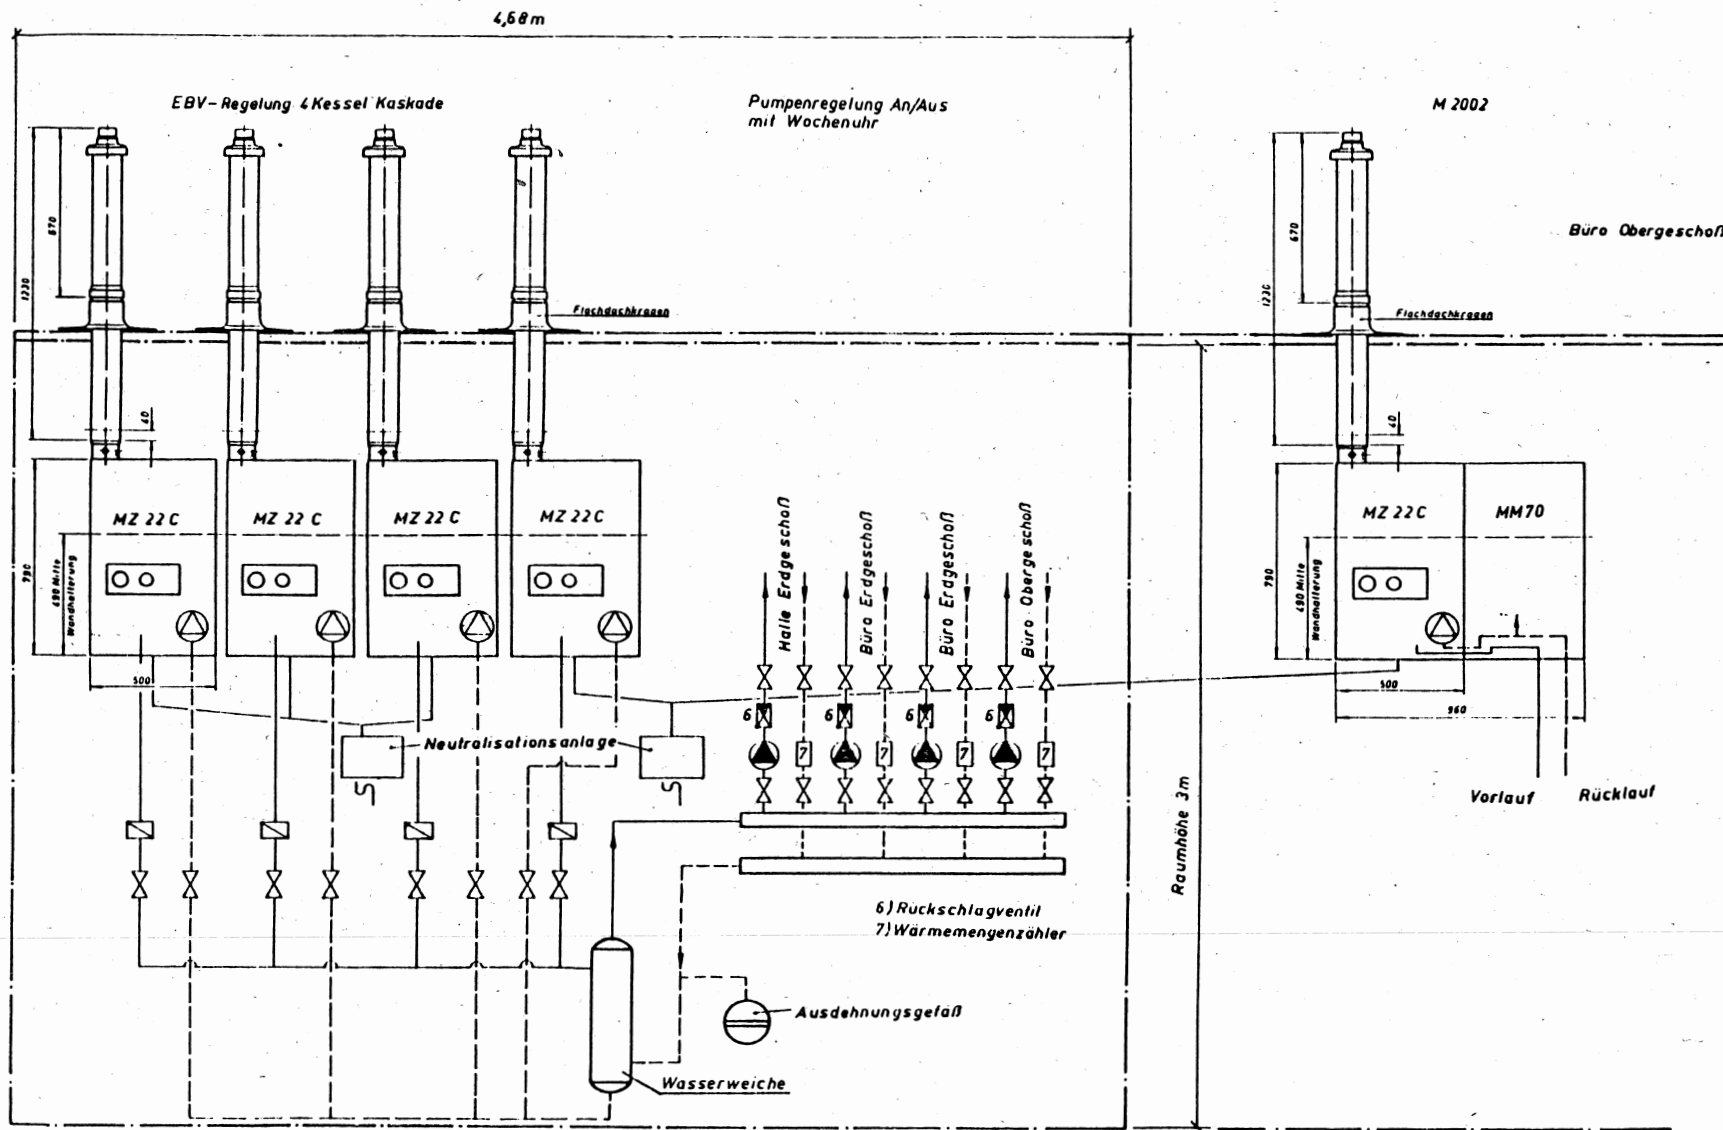 4,68m
EBV-Regelung 4 Kessel Kaskade
Pumpenregelung An/Aus
mit Wochenuhr
M 2002
Büro Obergeschoß
670
1230
670
1230
Flachdachkragen
Flachdachkragen
40
40
MZ 22 C
MZ 22 C
MZ 22 C
MZ 22 C
MZ 22 C
MM70
790
490 Mitte
Wandhalterung
790
490 Mitte
Wandhalterung
Halle Erdgeschoß
Büro Erdgeschoß
Büro Erdgeschoß
Büro Obergeschoß
500
500
960
6
6
6
6
7
7
7
7
Neutralisationsanlage
Vorlauf
Rücklauf
Raumhöhe 3m
6) Rückschlagventil
7) Wärmemengenzähler
Ausdehnungsgefäß
Wasserweiche